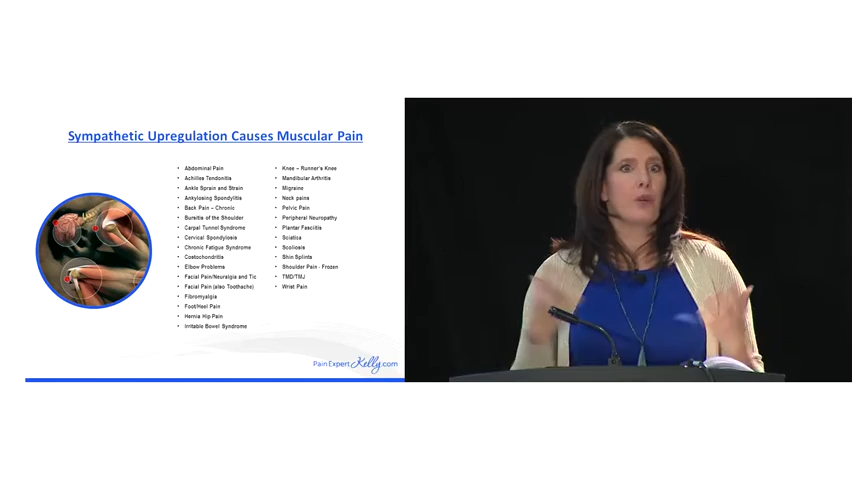 Sympathetic Upregulation Causes Muscular Pain
• Abdominal Pain
• Achilles Tendonitis
• Ankle Sprain and Strain
• Ankylosing Spondylitis
• Back Pain – Chronic
• Bursitis of the Shoulder
• Carpal Tunnel Syndrome
• Cervical Spondylosis
• Chronic Fatigue Syndrome
• Costochondritis
• Elbow Problems
• Facial Pain/Neuralgia and Tic
• Facial Pain (also Toothache)
• Fibromyalgia
Foot/Heel Pain
• Hernia Hip Pain
• Irritable Bowel Syndrome
• Knee – Runner's Knee
• Mandibular Arthritis
• Migraine
• Neck pains
• Pelvic Pain
• Peripheral Neuropathy
• Plantar Fasciitis
• Sciatica
• Scoliosis
• Shin Splints
• Shoulder Pain - Frozen
• TMD/TMJ
• Wrist Pain
Pain Expert Kelly.com